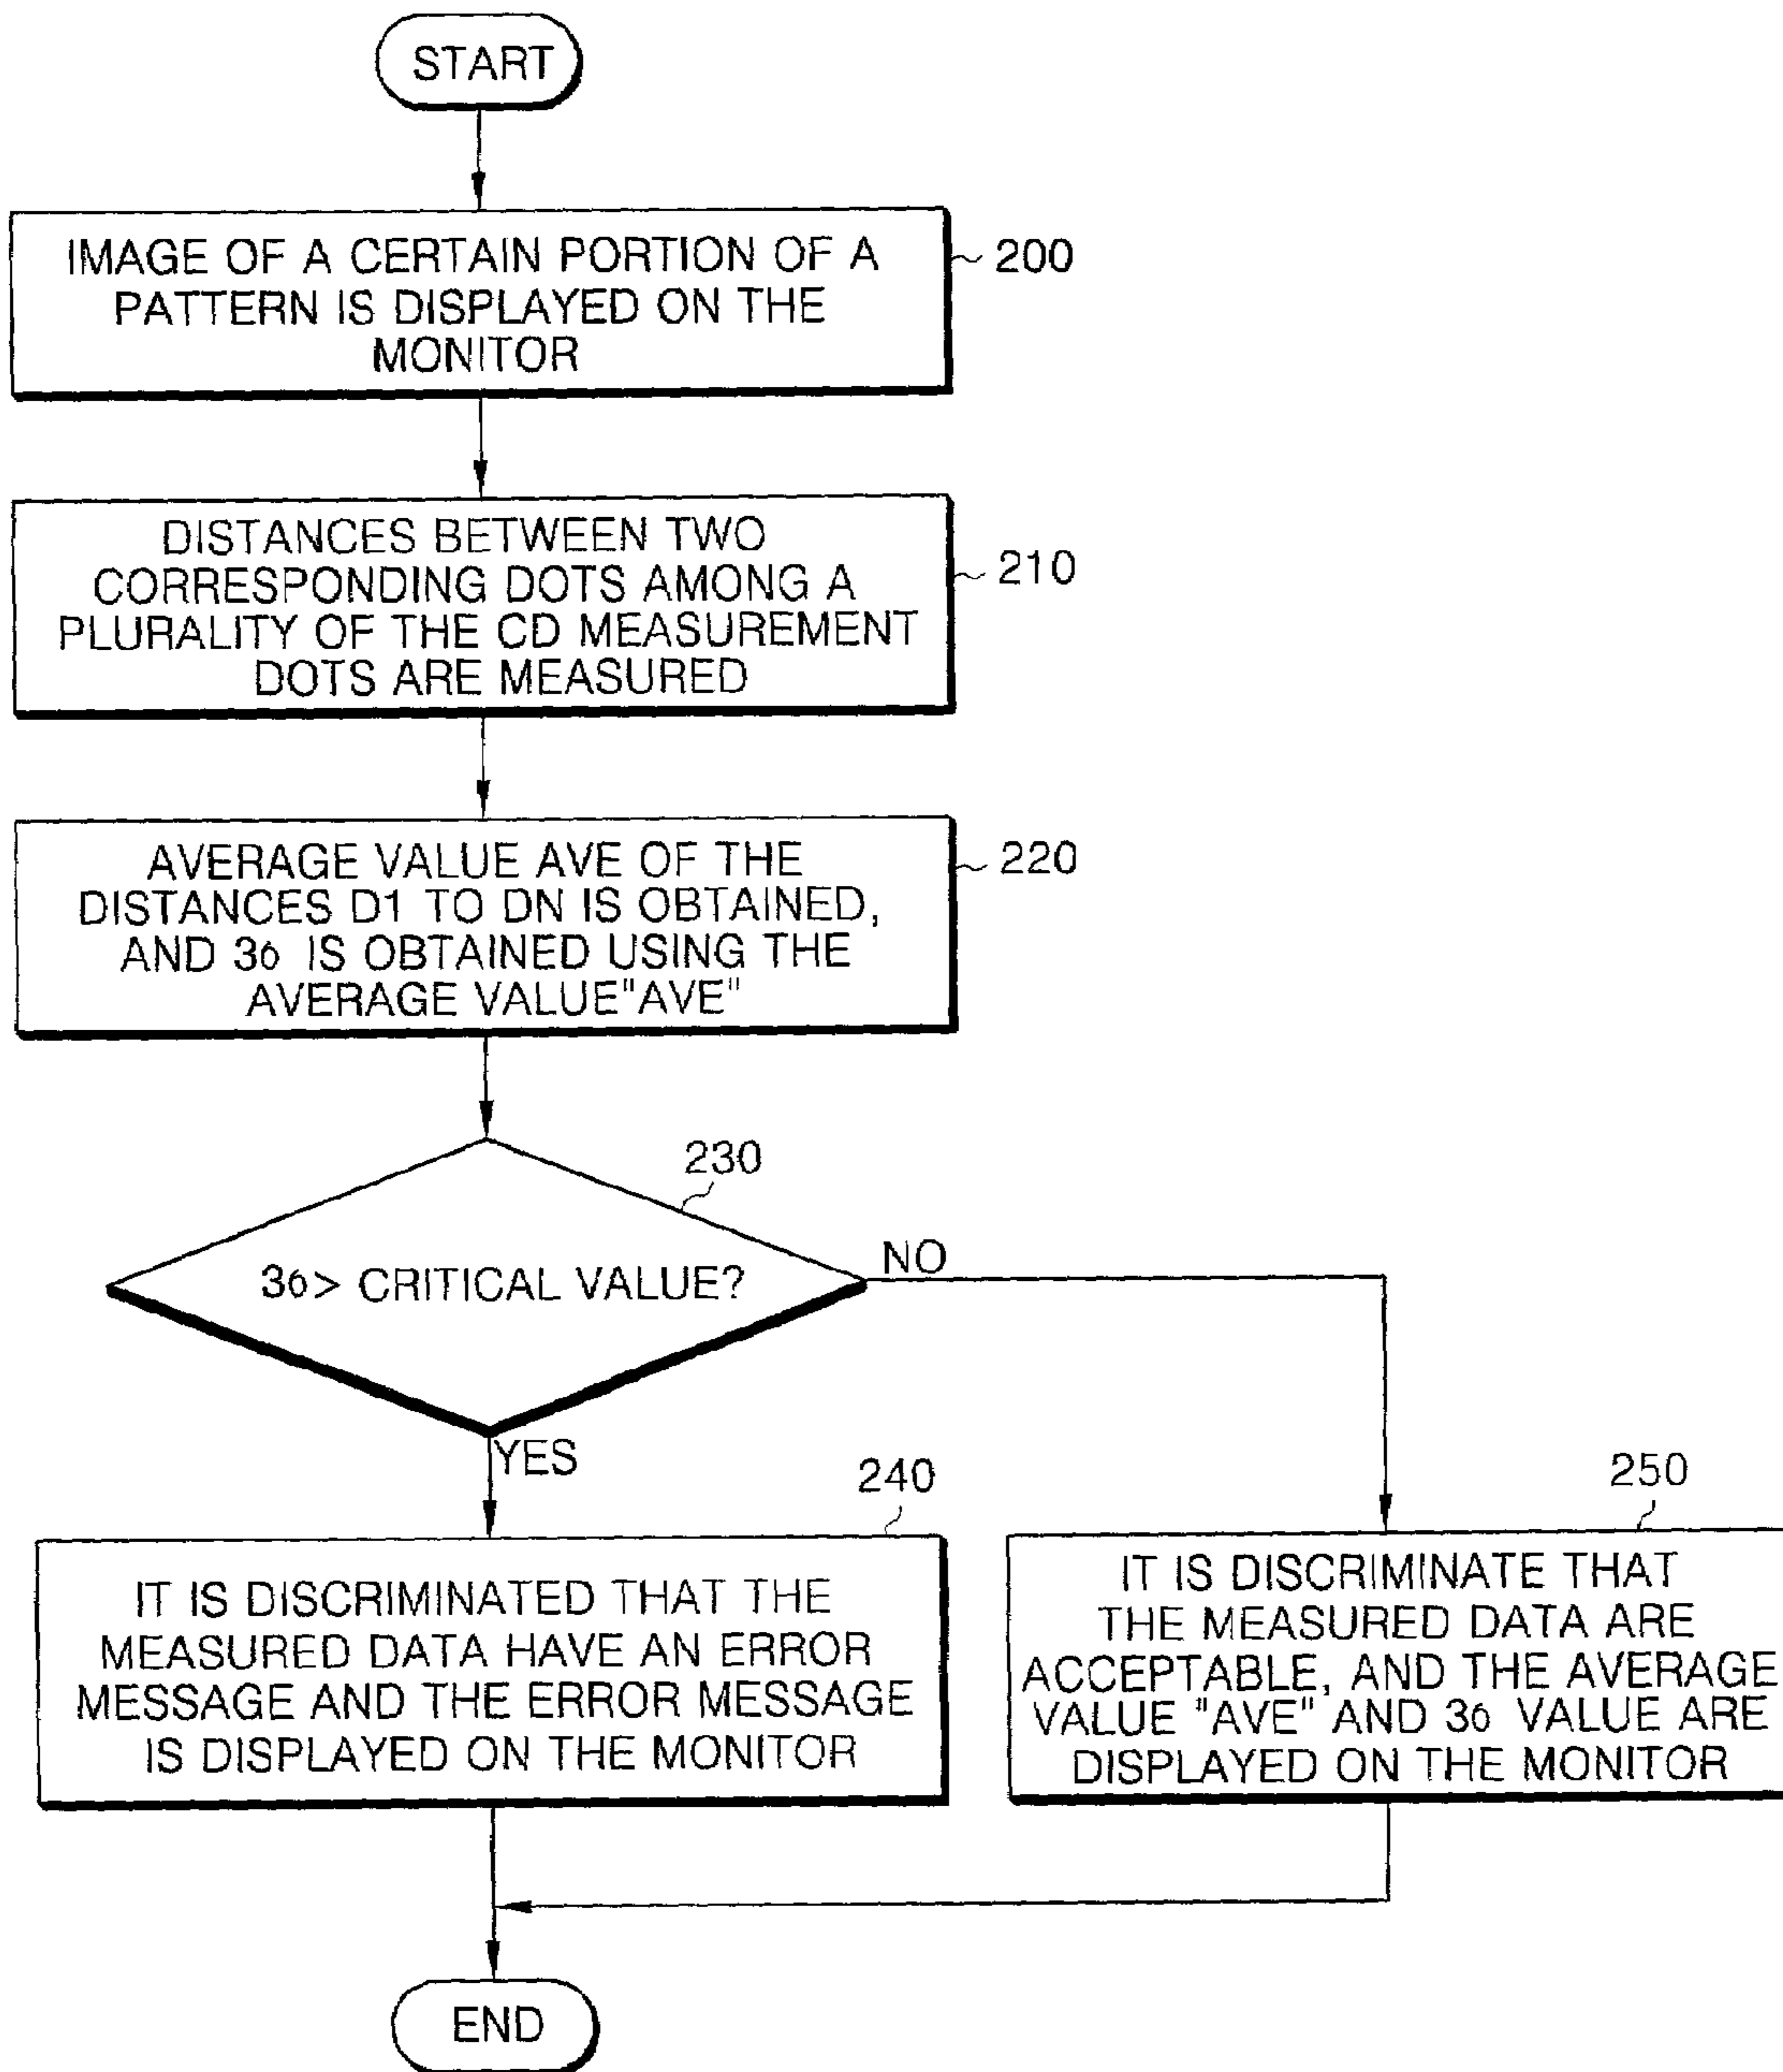 START
IMAGE OF A CERTAIN PORTION OF A
PATTERN IS DISPLAYED ON THE
MONITOR
200
DISTANCES BETWEEN TWO
CORRESPONDING DOTS AMONG A
PLURALITY OF THE CD MEASUREMENT
DOTS ARE MEASURED
210
AVERAGE VALUE AVE OF THE
DISTANCES D1 TO DN IS OBTAINED,
AND 3σ IS OBTAINED USING THE
AVERAGE VALUE"AVE"
220
230
3σ> CRITICAL VALUE?
NO
YES
240
IT IS DISCRIMINATED THAT THE
MEASURED DATA HAVE AN ERROR
MESSAGE AND THE ERROR MESSAGE
IS DISPLAYED ON THE MONITOR
250
IT IS DISCRIMINATE THAT
THE MEASURED DATA ARE
ACCEPTABLE, AND THE AVERAGE
VALUE "AVE" AND 3σ VALUE ARE
DISPLAYED ON THE MONITOR
END